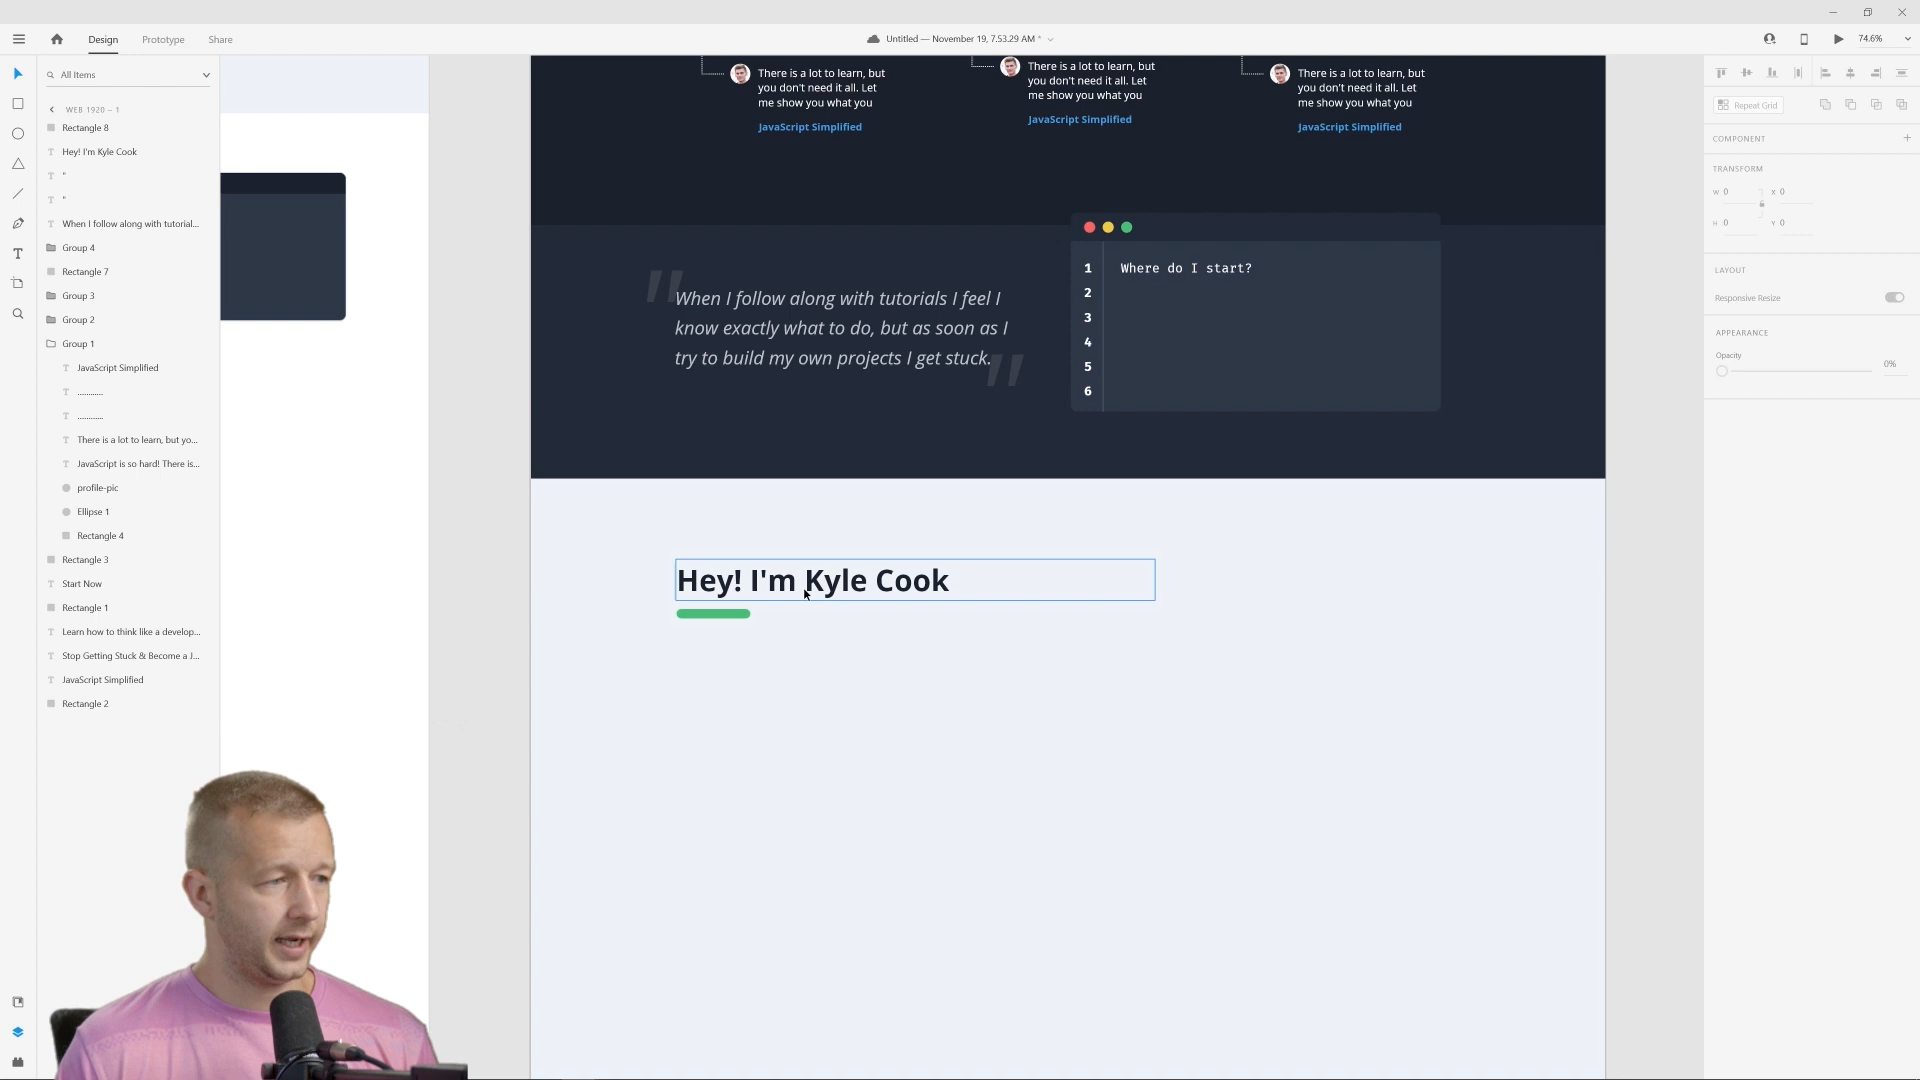 Design
Prototype
Share
Untitled — November 19, 7.53.29 AM *
74.6%
All Items
WEB 1920 – 1
Rectangle 8
Hey! I'm Kyle Cook
"
"
When I follow along with tutorial...
Group 4
Rectangle 7
Group 3
Group 2
Group 1
JavaScript Simplified
............
............
There is a lot to learn, but yo...
JavaScript is so hard! There is...
profile-pic
Ellipse 1
Rectangle 4
Rectangle 3
Start Now
Rectangle 1
Learn how to think like a develop...
Stop Getting Stuck & Become a J...
JavaScript Simplified
Rectangle 2
There is a lot to learn, but
you don't need it all. Let
me show you what you
JavaScript Simplified
There is a lot to learn, but
you don't need it all. Let
me show you what you
JavaScript Simplified
There is a lot to learn, but
you don't need it all. Let
me show you what you
JavaScript Simplified
"When I follow along with tutorials I feel I
know exactly what to do, but as soon as I
try to build my own projects I get stuck."
1 Where do I start?
2
3
4
5
6
Hey! I'm Kyle Cook
Repeat Grid
COMPONENT
TRANSFORM
W 0 X 0
H 0 Y 0
LAYOUT
Responsive Resize
APPEARANCE
Opacity
0%